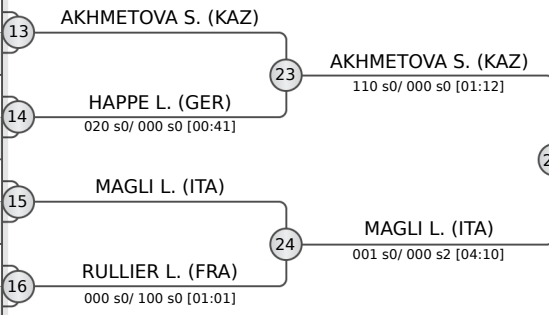 AKHMETOVA S. (KAZ)
13
23
AKHMETOVA S. (KAZ)
110 s0/ 000 s0 [01:12]
HAPPE L. (GER)
14
020 s0/ 000 s0 [00:41]
MAGLI L. (ITA)
15
24
MAGLI L. (ITA)
001 s0/ 000 s2 [04:10]
RULLIER L. (FRA)
16
000 s0/ 100 s0 [01:01]